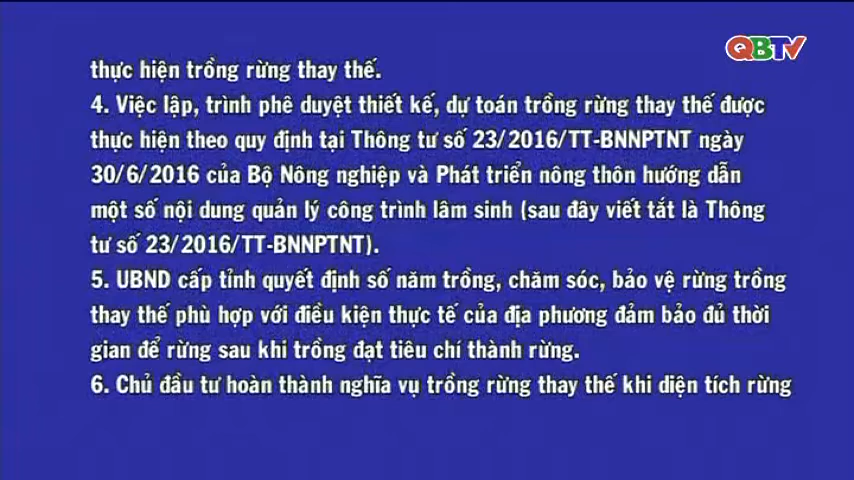 QBTV
thực hiện trồng rừng thay thế.
4. Việc lập, trình phê duyệt thiết kế, dự toán trồng rừng thay thế được
thực hiện theo quy định tại Thông tư số 23/2016/TT-BNNPTNT ngày
30/6/2016 của Bộ Nông nghiệp và Phát triển nông thôn hướng dẫn
một số nội dung quản lý công trình lâm sinh (sau đây viết tắt là Thông
tư số 23/2016/TT-BNNPTNT).
5. UBND cấp tỉnh quyết định số năm trồng, chăm sóc, bảo vệ rừng trồng
thay thế phù hợp với điều kiện thực tế của địa phương đảm bảo đủ thời
gian để rừng sau khi trồng đạt tiêu chí thành rừng.
6. Chủ đầu tư hoàn thành nghĩa vụ trồng rừng thay thế khi diện tích rừng